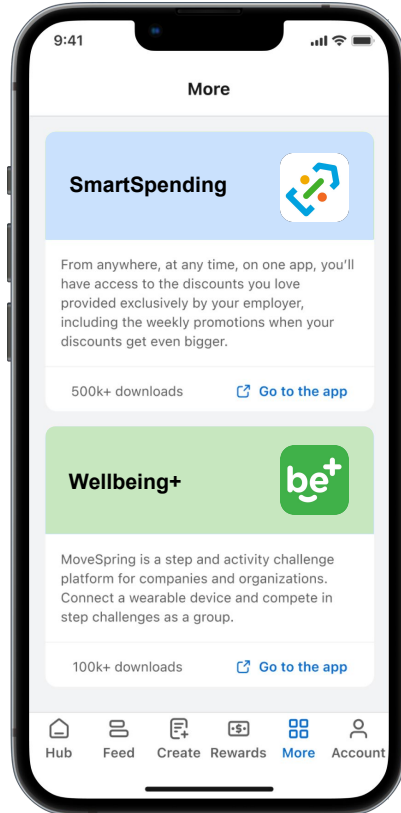 9:41
More
SmartSpending
From anywhere, at any time, on one app, you'll
have access to the discounts you love
provided exclusively by your employer,
including the weekly promotions when your
discounts get even bigger.
500k+ downloads
Go to the app
Wellbeing+
be+
MoveSpring is a step and activity challenge
platform for companies and organizations.
Connect a wearable device and compete in
step challenges as a group.
100k+ downloads
Go to the app
$
Hub Feed Create Rewards More Account